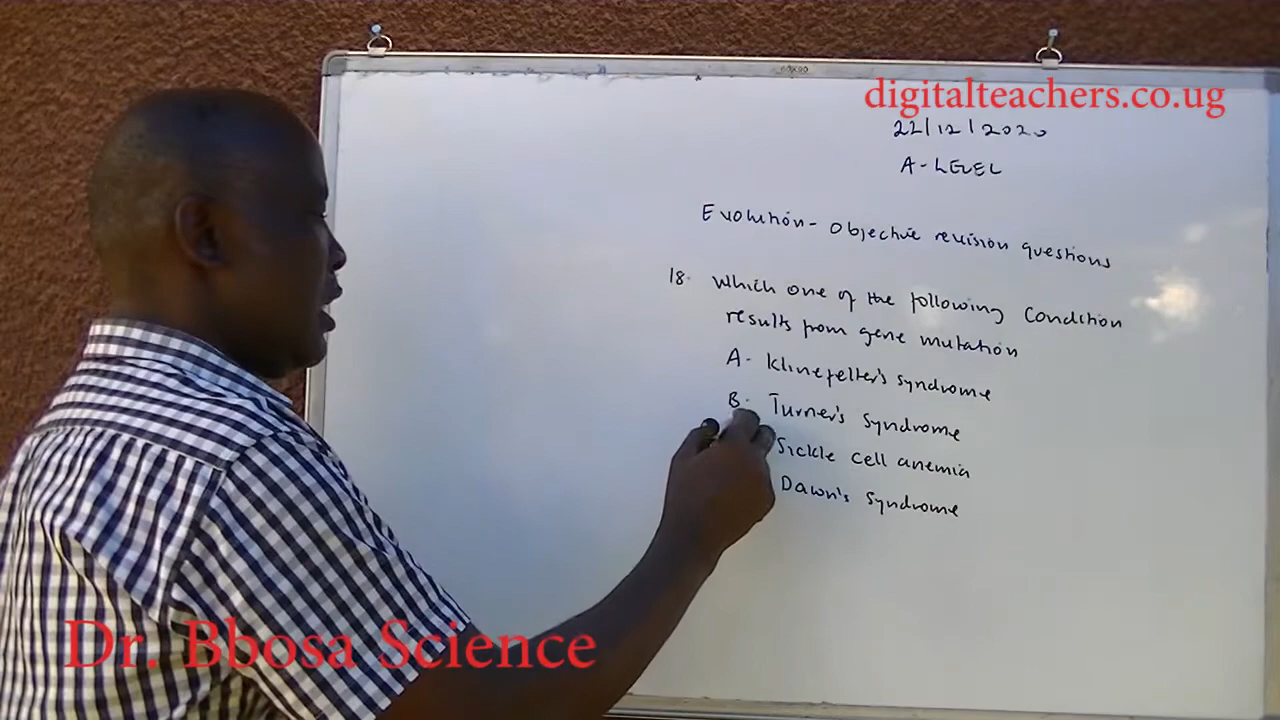 digitalteachers.co.ug
22/12/2020
A-LEVEL
Evolution- Objective revision questions
18. Which one of the following Condition
results from gene mutation
A- Klinefelter's syndrome
B- Turner's Syndrome
Sickle cell anemia
Dawn's Syndrome
Dr. Bbosa Science